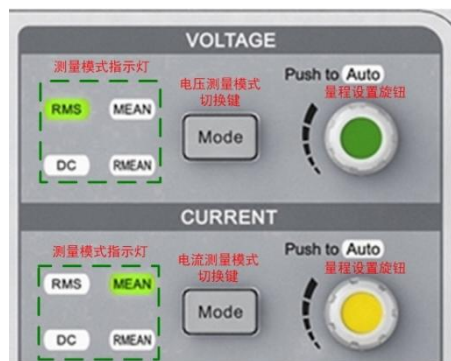 VOLTAGE
测量模式指示灯
电压测量模式
切换键
Push to Auto
量程设置旋钮
RMS
MEAN
Mode
DC
RMEAN
CURRENT
测量模式指示灯
电流测量模式
切换键
Push to Auto
量程设置旋钮
RMS
MEAN
Mode
DC
RMEAN